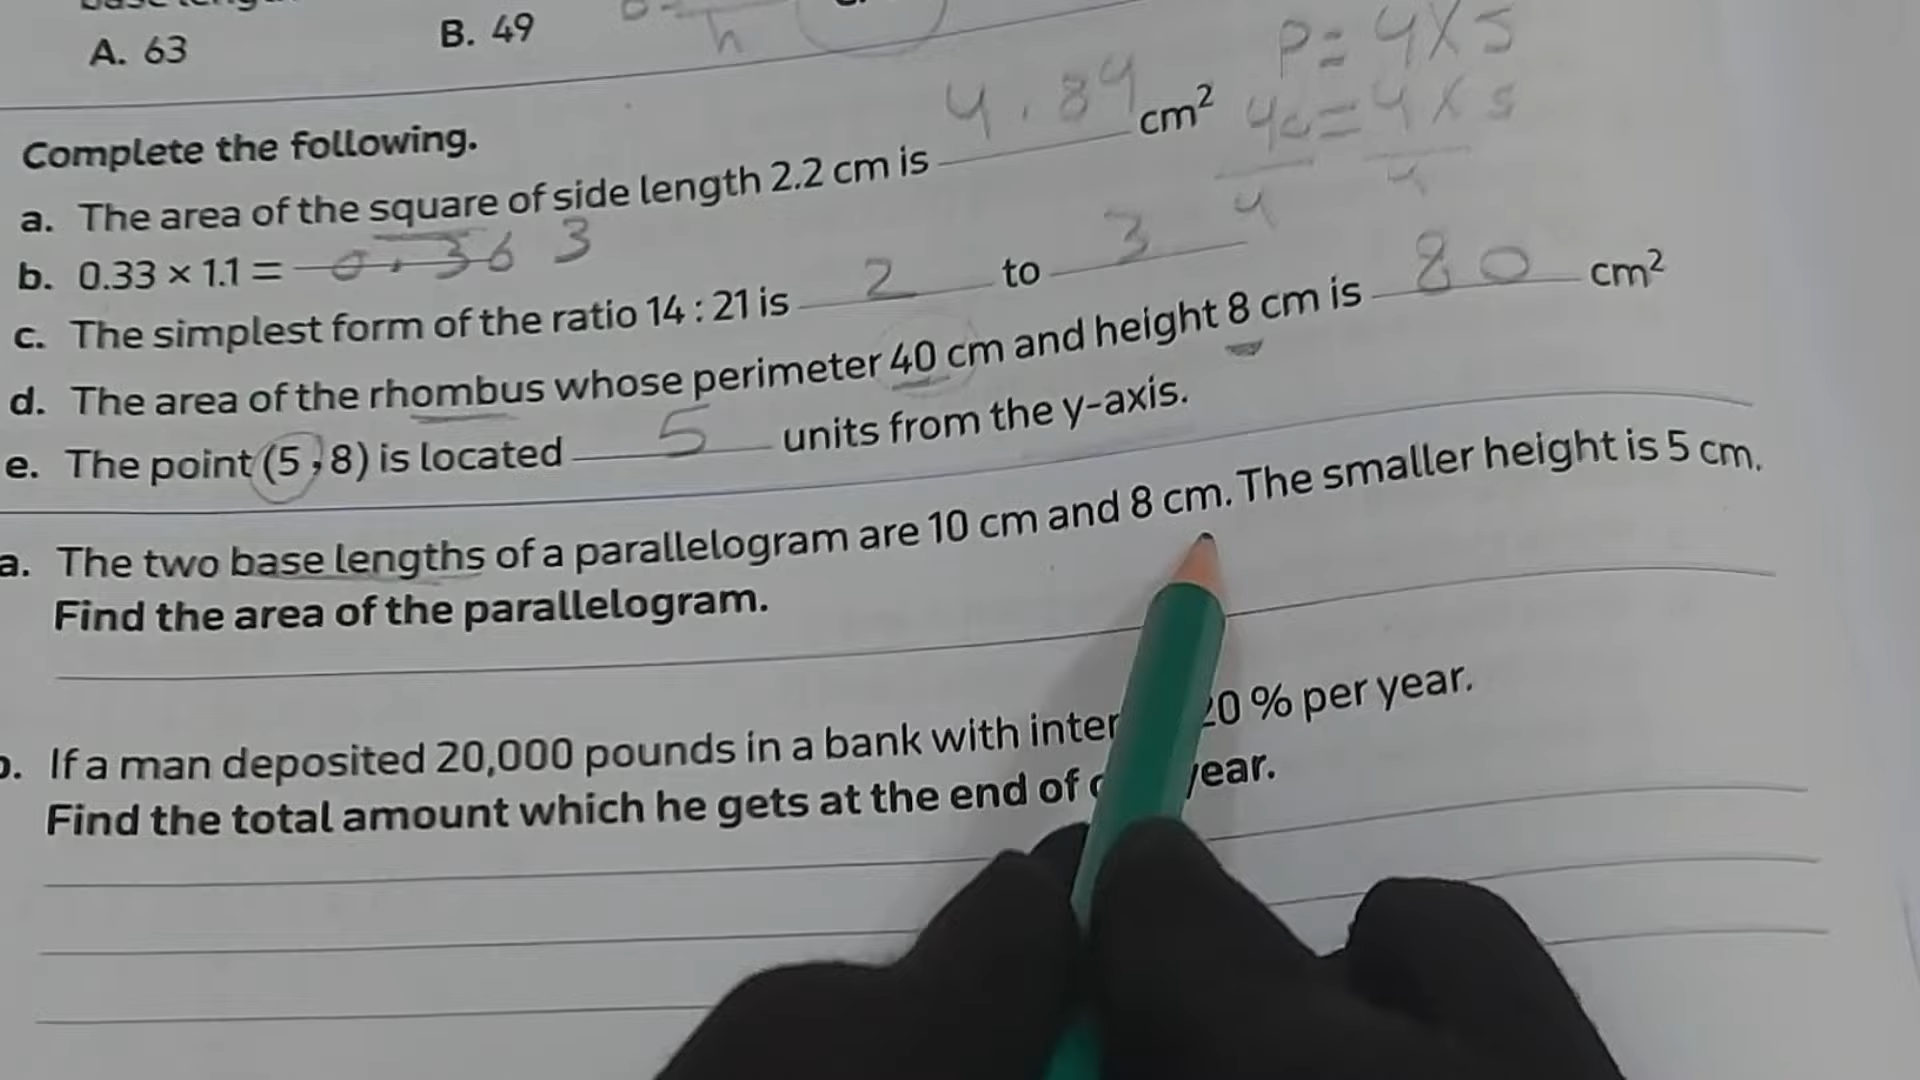 A. 63 B. 49
h
P = 4 X S
4.84
Complete the following.
a. The area of the square of side length 2.2 cm is ______ cm²
4 X S
4 4
b. 0.33 × 1.1 = 0.363
c. The simplest form of the ratio 14 : 21 is 2 to 3
d. The area of the rhombus whose perimeter 40 cm and height 8 cm is 80 cm²
e. The point (5,8) is located 5 units from the y-axis.
a. The two base lengths of a parallelogram are 10 cm and 8 cm. The smaller height is 5 cm.
Find the area of the parallelogram.
If a man deposited 20,000 pounds in a bank with 20 % per year.
Find the total amount which he gets at the end of year.